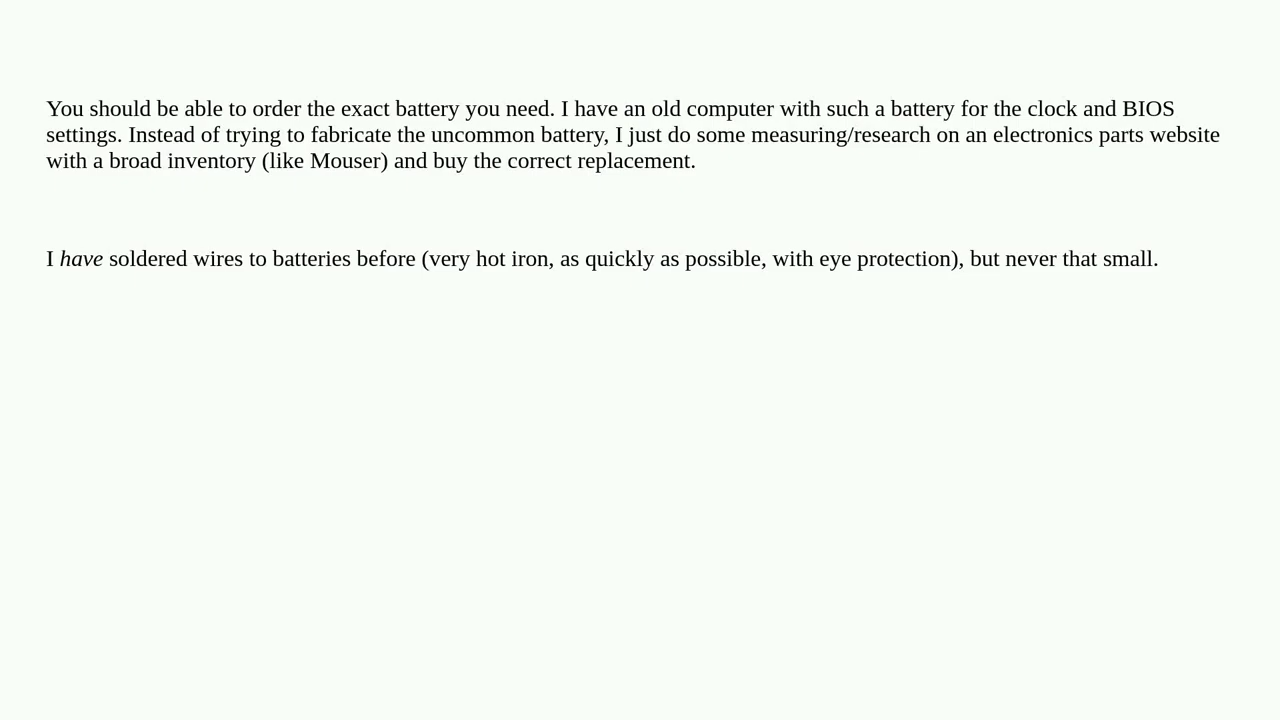 You should be able to order the exact battery you need. I have an old computer with such a battery for the clock and BIOS
settings. Instead of trying to fabricate the uncommon battery, I just do some measuring/research on an electronics parts website
with a broad inventory (like Mouser) and buy the correct replacement.
I have soldered wires to batteries before (very hot iron, as quickly as possible, with eye protection), but never that small.